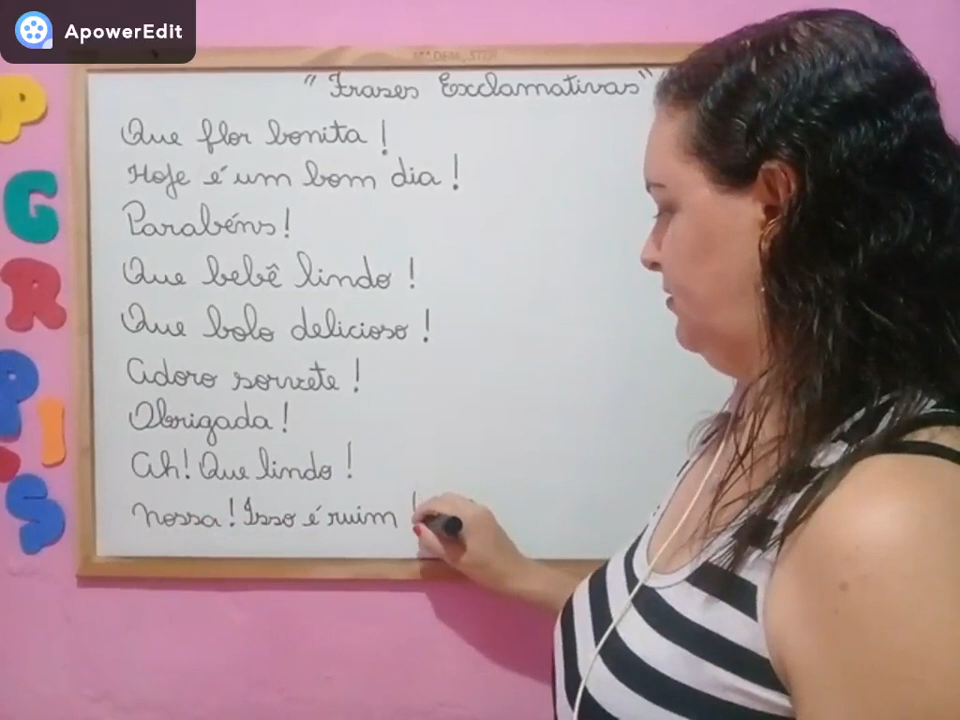 ApowerEdit
"Frases Exclamativas"
Que flor bonita!
Hoje é um bom dia!
Parabéns!
Que bebê lindo!
Que bolo delicioso!
Adoro sorvete!
Obrigada!
Ah! Que lindo!
Nossa! Isso é ruim!
P
G
R
P
I
S